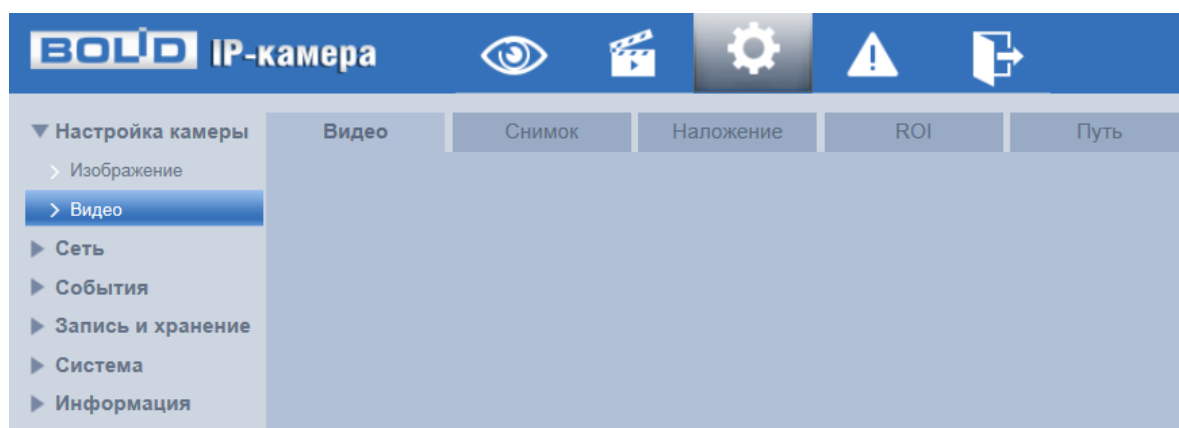 BOLID IP-камера
Настройка камеры
Видео
Снимок
Наложение
ROI
Путь
Изображение
Видео
Сеть
События
Запись и хранение
Система
Информация